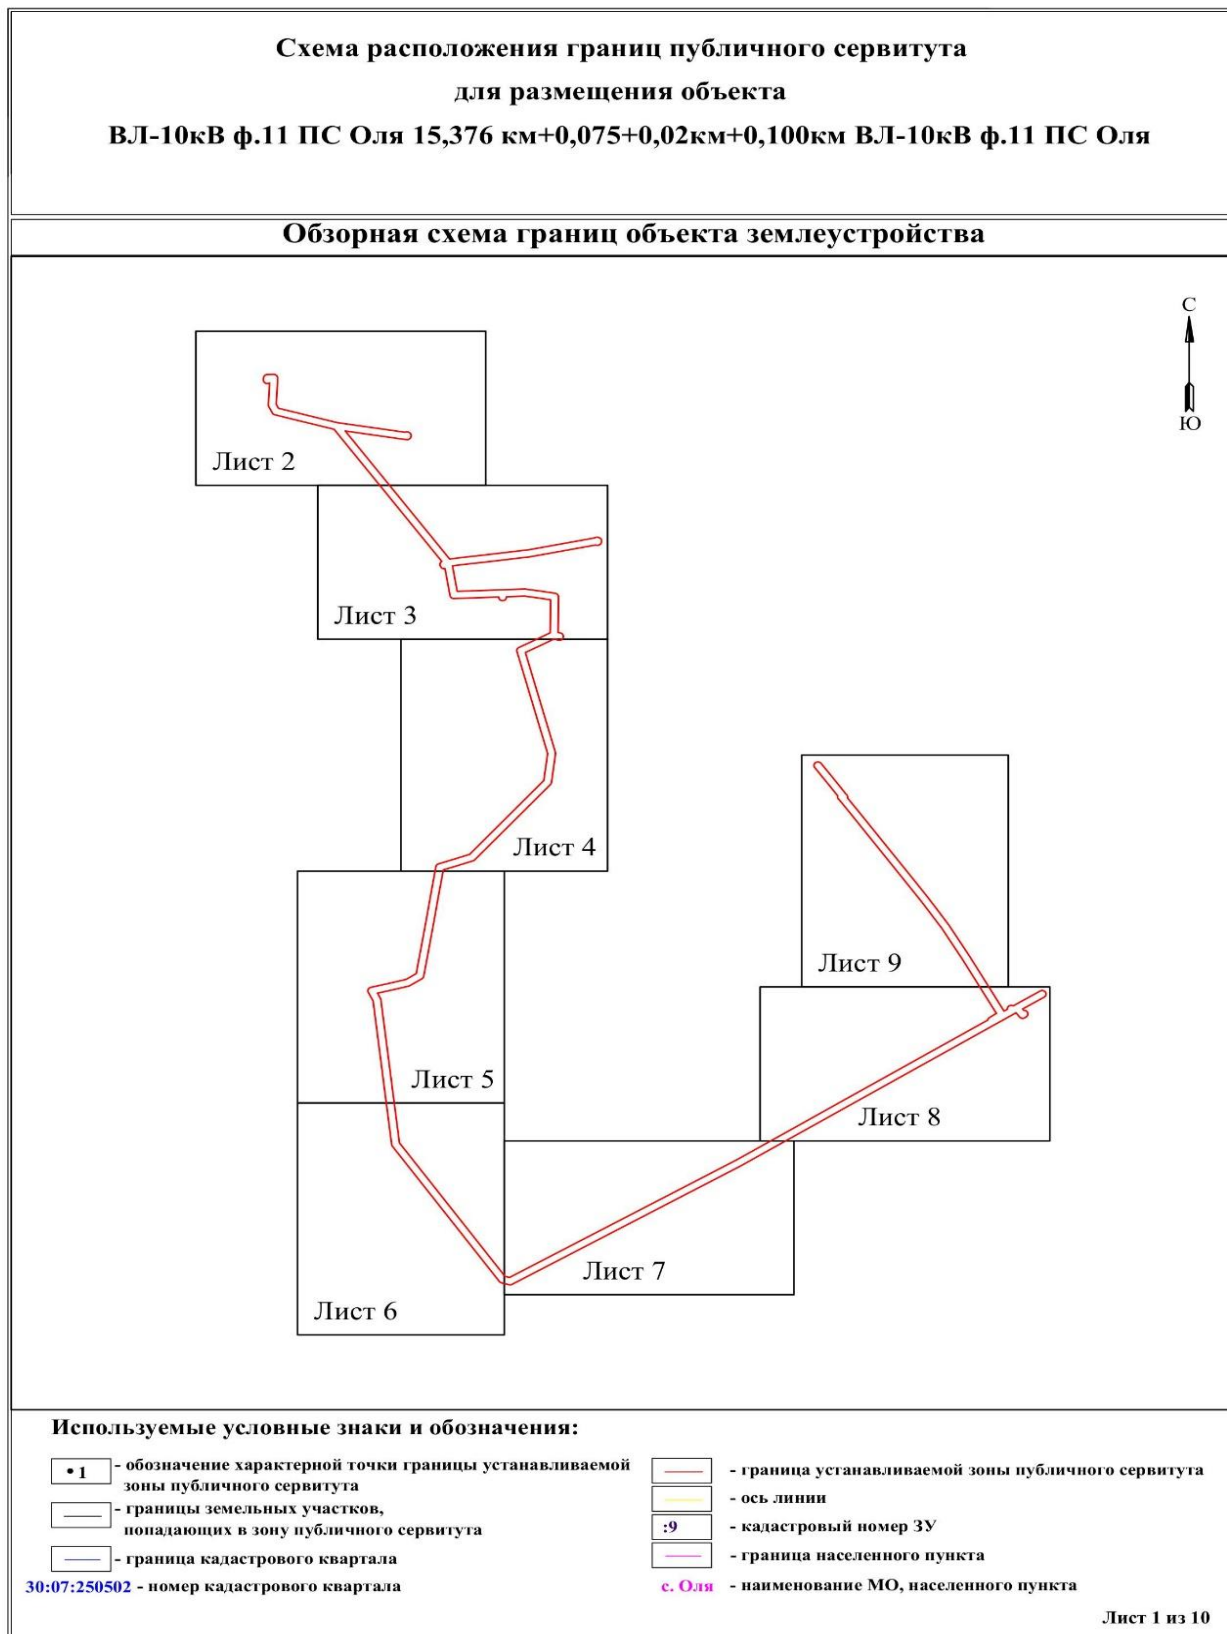 Схема расположения границ публичного сервитута
для размещения объекта
ВЛ-10кВ ф.11 ПС Оля 15,376 км+0,075+0,02км+0,100км ВЛ-10кВ ф.11 ПС Оля
Обзорная схема границ объекта землеустройства
С
Ю
Лист 2
Лист 3
Лист 4
Лист 9
Лист 5
Лист 8
Лист 7
Лист 6
Используемые условные знаки и обозначения:
• 1 - обозначение характерной точки границы устанавливаемой
зоны публичного сервитута
- границы земельных участков,
попадающих в зону публичного сервитута
- граница кадастрового квартала
30:07:250502 - номер кадастрового квартала
- граница устанавливаемой зоны публичного сервитута
- ось линии
:9 - кадастровый номер ЗУ
- граница населенного пункта
с. Оля - наименование МО, населенного пункта
Лист 1 из 10